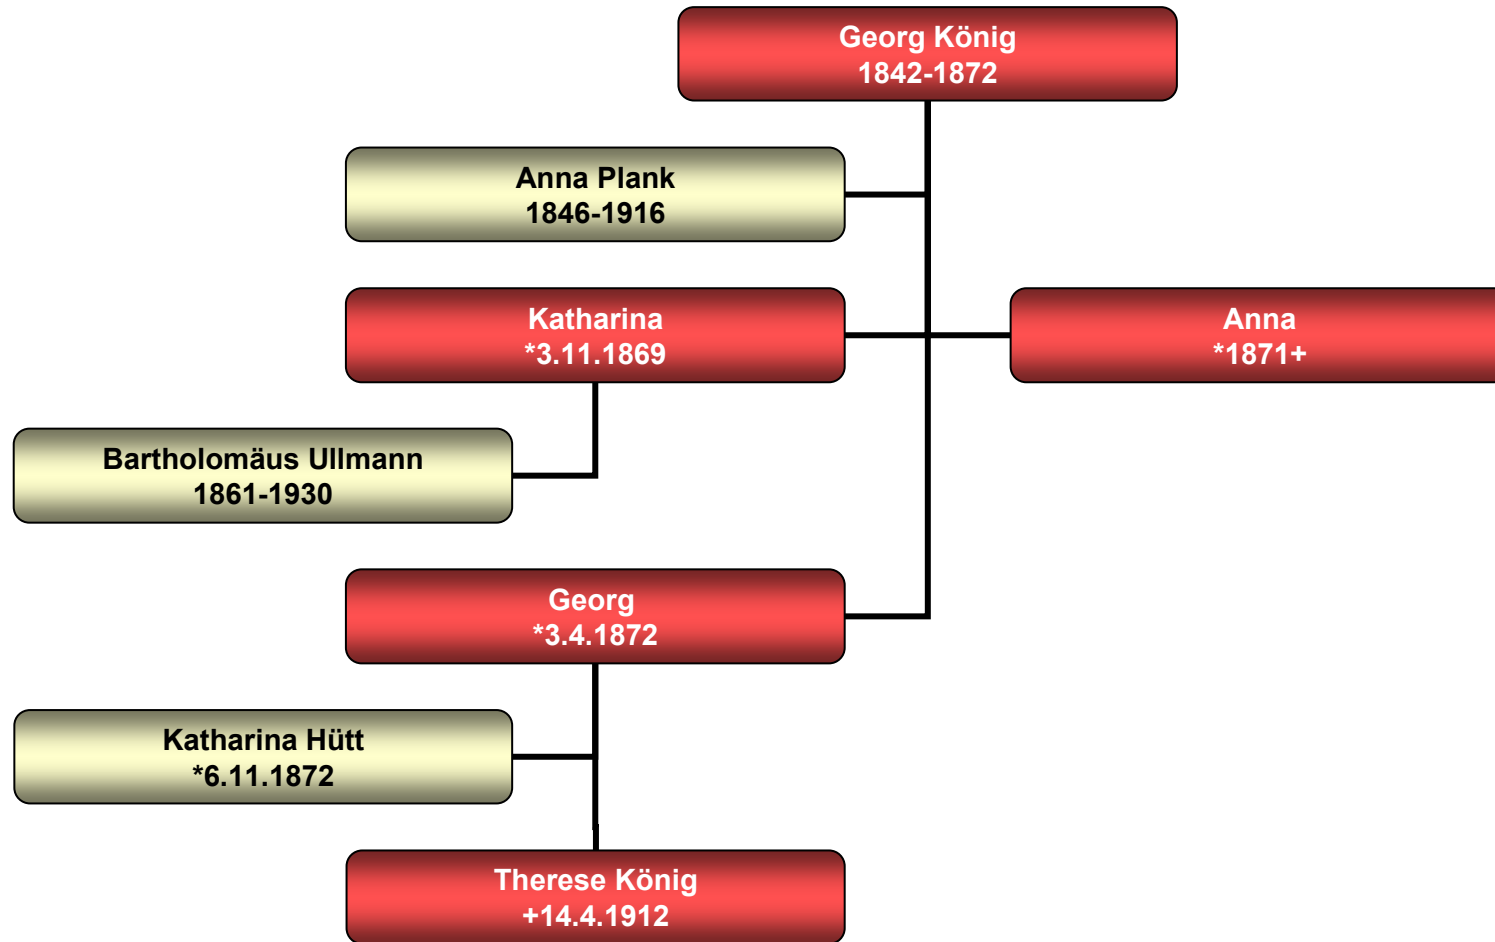 Georg König
1842-1872
Anna Plank
1846-1916
Katharina
*3.11.1869
Anna
*1871+
Bartholomäus Ullmann
1861-1930
Georg
*3.4.1872
Katharina Hütt
*6.11.1872
Therese König
+14.4.1912